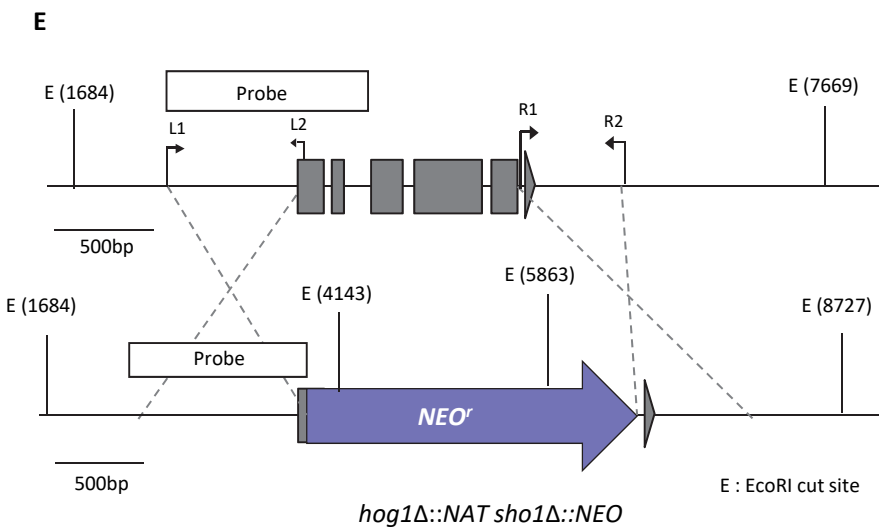 E
E (1684)
Probe
E (7669)
L1
L2
R1
R2
500bp
E (1684)
E (4143)
E (5863)
E (8727)
Probe
NEOʳ
500bp
E : EcoRI cut site
hog1Δ::NAT sho1Δ::NEO